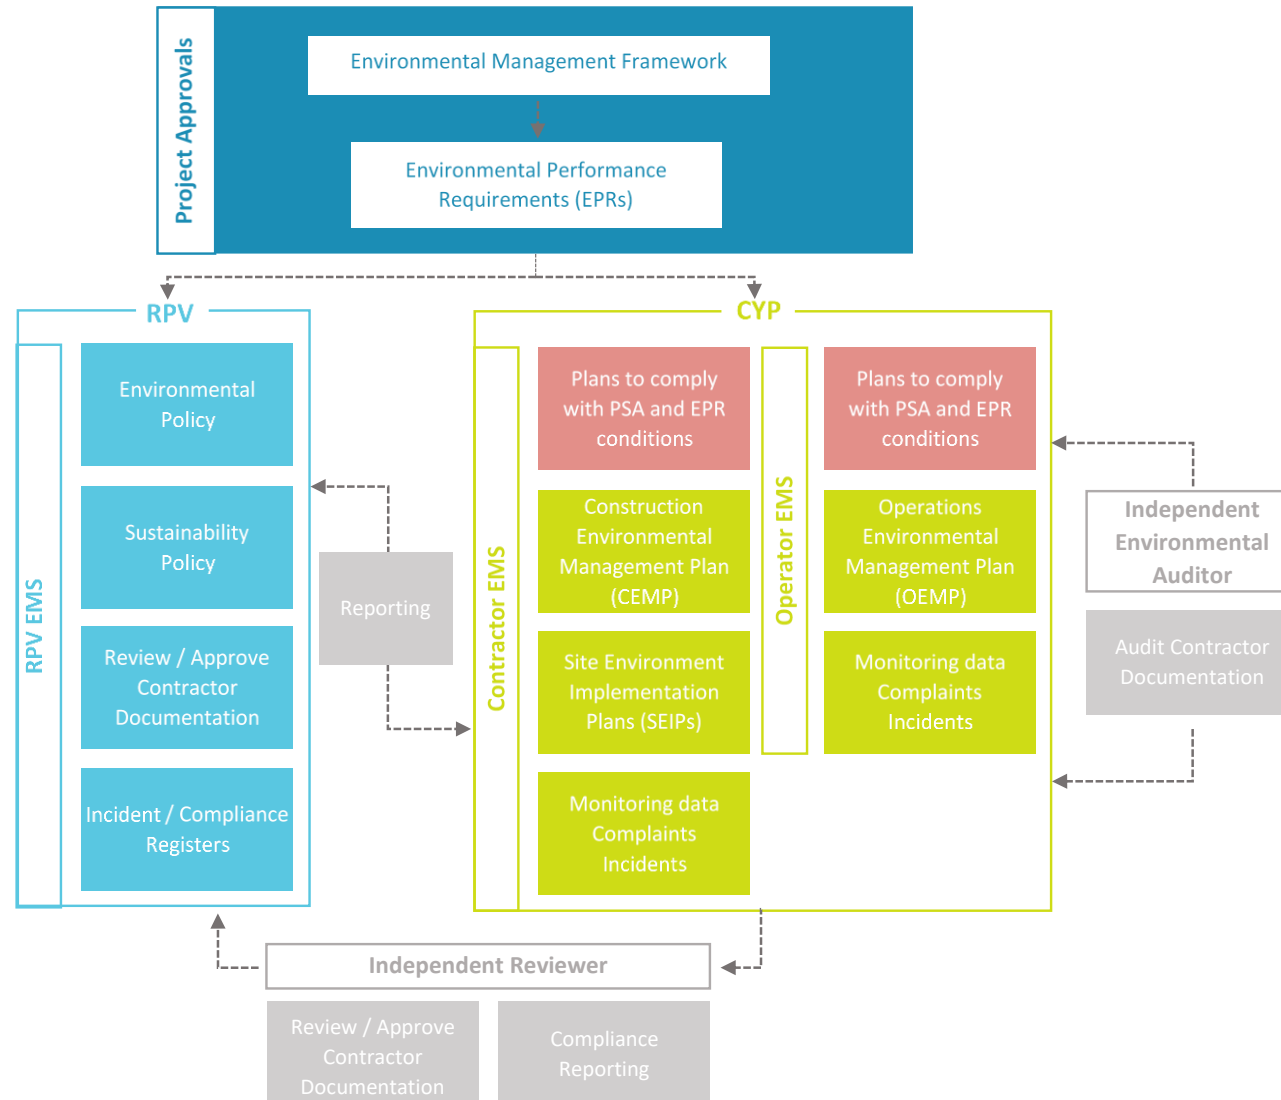 Project Approvals
Environmental Management Framework
Environmental Performance
Requirements (EPRs)
RPV
RPV EMS
Environmental
Policy
Sustainability
Policy
Review / Approve
Contractor
Documentation
Incident / Compliance
Registers
Reporting
CYP
Contractor EMS
Plans to comply
with PSA and EPR
conditions
Construction
Environmental
Management Plan
(CEMP)
Site Environment
Implementation
Plans (SEIPs)
Monitoring data
Complaints
Incidents
Operator EMS
Plans to comply
with PSA and EPR
conditions
Operations
Environmental
Management Plan
(OEMP)
Monitoring data
Complaints
Incidents
Independent
Environmental
Auditor
Audit Contractor
Documentation
Independent Reviewer
Review / Approve
Contractor
Documentation
Compliance
Reporting